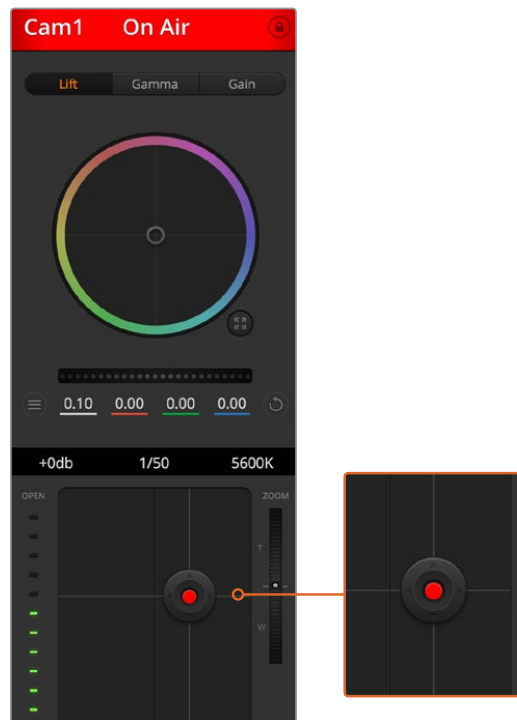 Cam1 On Air
Lift Gamma Gain
0.10 0.00 0.00 0.00
+0db 1/50 5600K
OPEN ZOOM
T
W